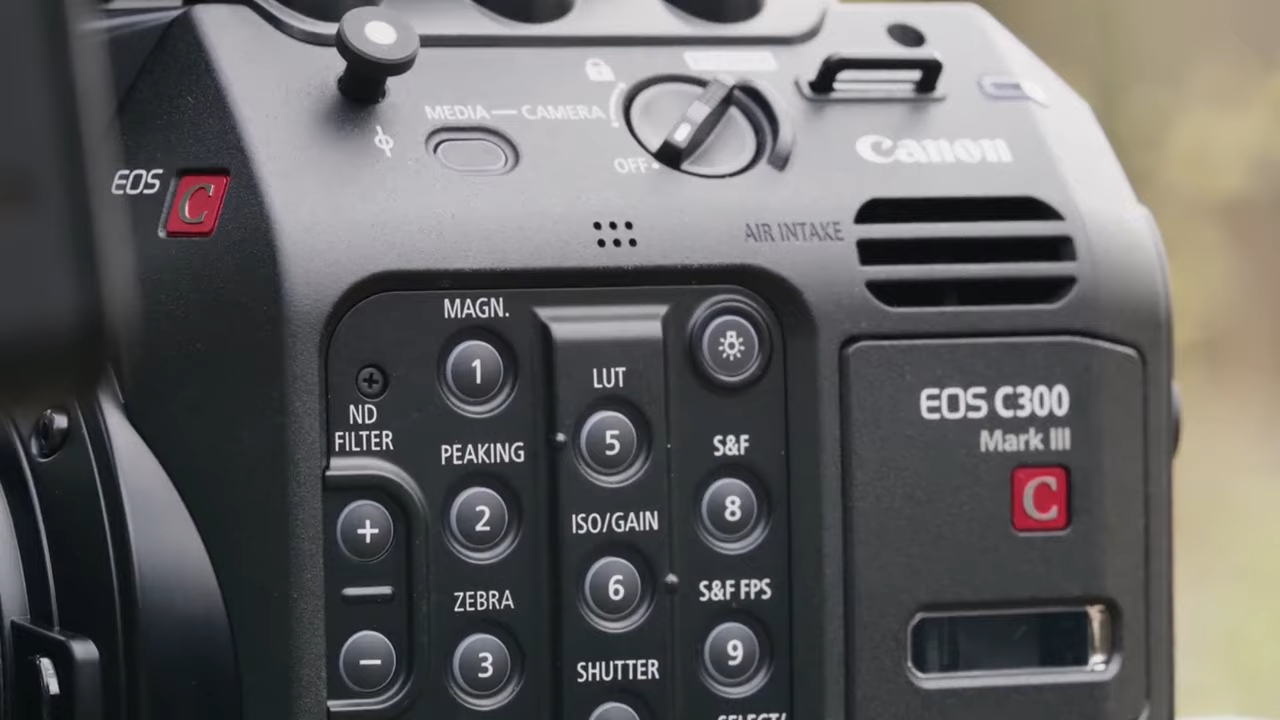 MEDIA — CAMERA
OFF
Canon
EOS C
AIR INTAKE
MAGN.
1
LUT
5
ND
FILTER
PEAKING
2
S&F
8
ISO/GAIN
6
+
−
ZEBRA
3
S&F FPS
9
SHUTTER
SELECT/
EOS C300
Mark III
C